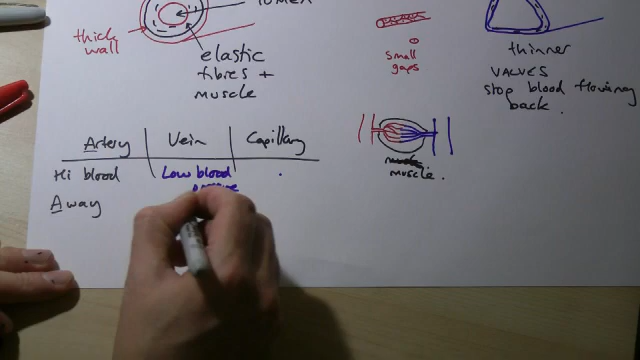 lumen
thick
wall
elastic
fibres +
muscle
small
gaps
thinner
VALVES
stop blood flowing
back.
muscle.
Artery Vein Capillary
Hi blood Low blood
pressure
Away